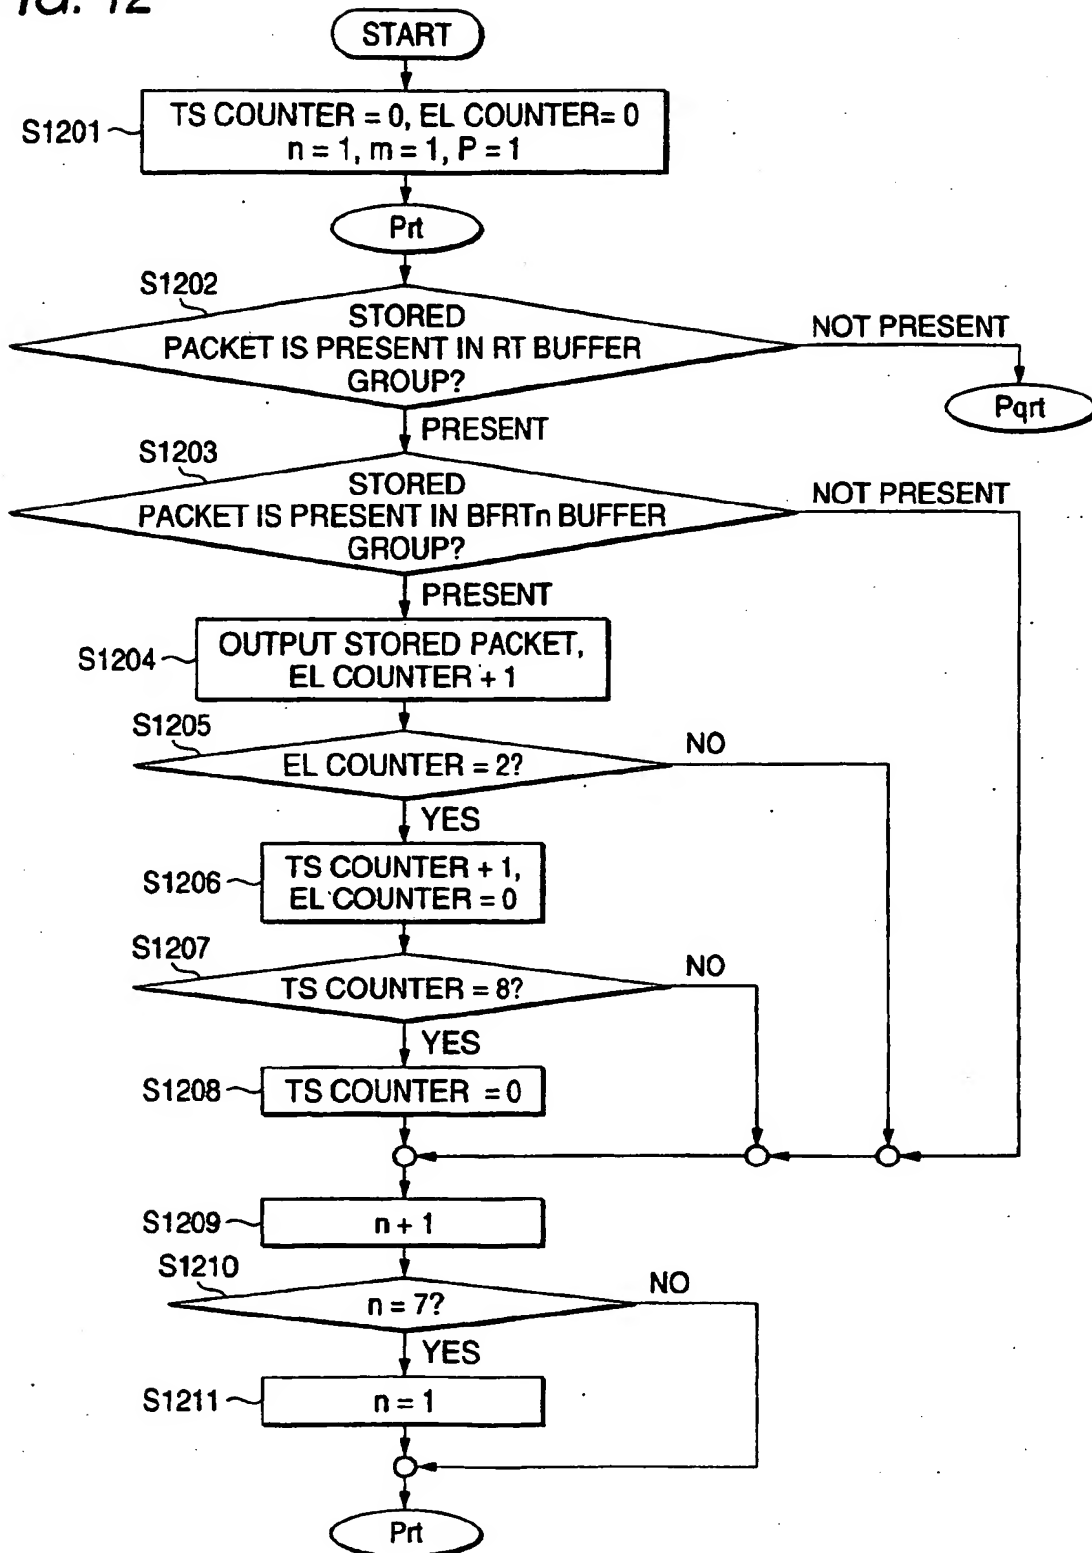 START
S1201
TS COUNTER = 0, EL COUNTER= 0
n = 1, m = 1, P = 1
Prt
S1202
STORED
PACKET IS PRESENT IN RT BUFFER
GROUP?
NOT PRESENT
Pqrt
PRESENT
S1203
STORED
PACKET IS PRESENT IN BFRTn BUFFER
GROUP?
NOT PRESENT
PRESENT
S1204
OUTPUT STORED PACKET,
EL COUNTER + 1
S1205
EL COUNTER = 2?
NO
YES
S1206
TS COUNTER + 1,
EL COUNTER = 0
S1207
TS COUNTER = 8?
NO
YES
S1208
TS COUNTER = 0
S1209
n + 1
S1210
n = 7?
NO
YES
S1211
n = 1
Prt